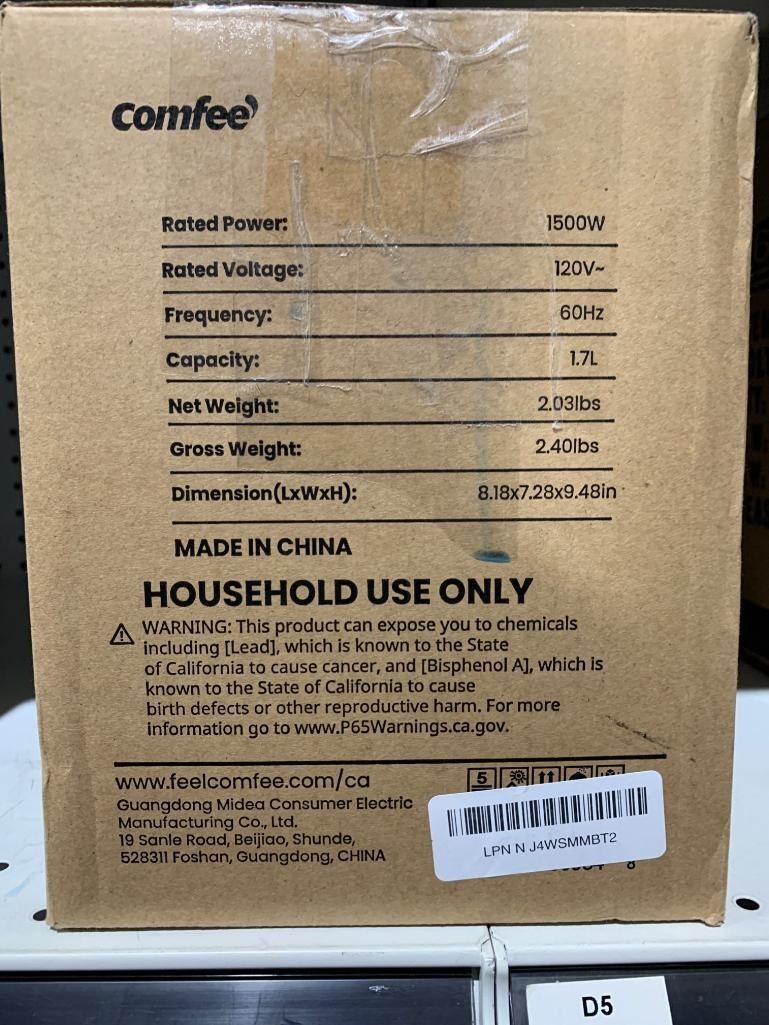 comfee'
Rated Power: 1500W
Rated Voltage: 120V~
Frequency: 60Hz
Capacity: 1.7L
Net Weight: 2.03lbs
Gross Weight: 2.40lbs
Dimension(LxWxH): 8.18x7.28x9.48in
MADE IN CHINA
HOUSEHOLD USE ONLY
WARNING: This product can expose you to chemicals
including [Lead], which is known to the State
of California to cause cancer, and [Bisphenol A], which is
known to the State of California to cause
birth defects or other reproductive harm. For more
information go to www.P65Warnings.ca.gov.
www.feelcomfee.com/ca
5
Guangdong Midea Consumer Electric
Manufacturing Co., Ltd.
19 Sanle Road, Beijiao, Shunde,
528311 Foshan, Guangdong, CHINA
LPN N J4WSMMBT2
8
D5